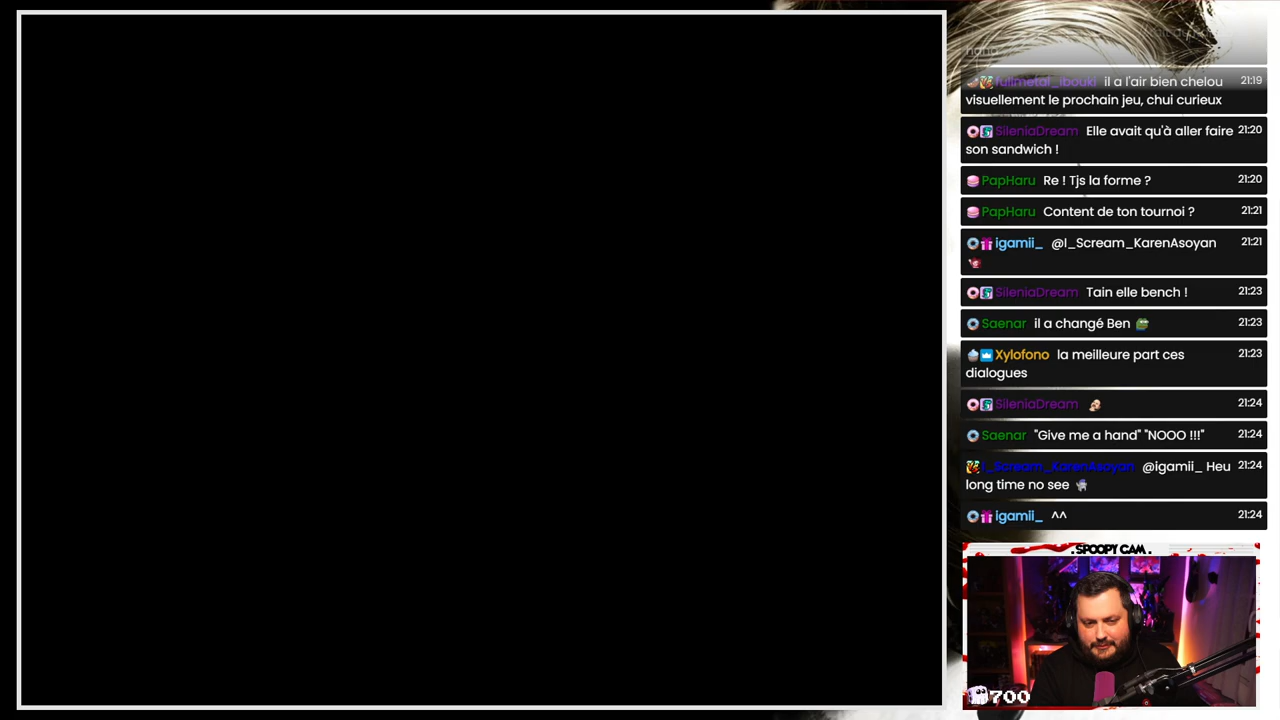 fullmetal_ibouki il a l'air bien chelou 21:19
visuellement le prochain jeu, chui curieux
SileniaDream Elle avait qu'à aller faire 21:20
son sandwich !
PapHaru Re ! Tjs la forme ? 21:20
PapHaru Content de ton tournoi ? 21:21
igamii_ @I_Scream_KarenAsoyan 21:21
SileniaDream Tain elle bench ! 21:23
Saenar il a changé Ben 21:23
Xylofono la meilleure part ces 21:23
dialogues
SileniaDream 21:24
Saenar "Give me a hand" "NOOO !!!" 21:24
I_Scream_KarenAsoyan @igamii_ Heu 21:24
long time no see
igamii_ ^^ 21:24
. SPOOPY CAM .
700